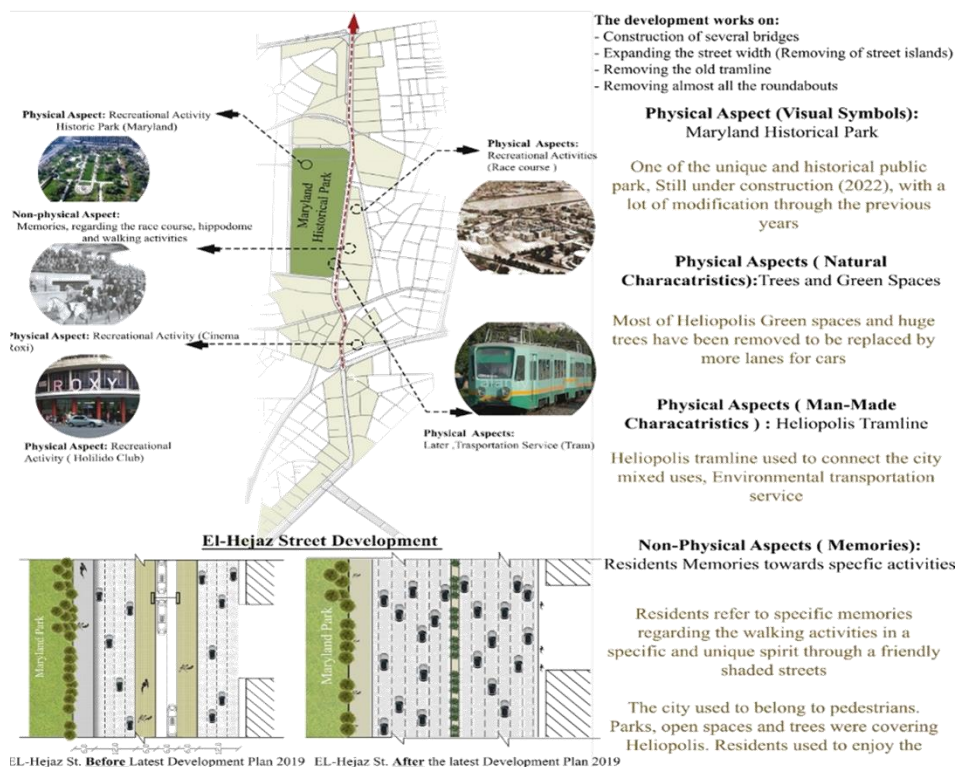 The development works on:
- Construction of several bridges
- Expanding the street width (Removing of street islands)
- Removing the old tramline
- Removing almost all the roundabouts
Physical Aspect: Recreational Activity
Historic Park (Maryland)
Non-physical Aspect:
Memories, regarding the race course, hippodome
and walking activities
Physical Aspect: Recreational Activity (Cinema
Roxi)
ROXY
Physical Aspect: Recreational
Activity ( Holilido Club)
Maryland
Historical Park
Physical Aspects:
Recreational Activities
(Race course )
Physical Aspects:
Later ,Trasportation Service (Tram)
Physical Aspect (Visual Symbols):
Maryland Historical Park
One of the unique and historical public
park, Still under construction (2022), with a
lot of modification through the previous
years
Physical Aspects ( Natural
Characatristics):Trees and Green Spaces
Most of Heliopolis Green spaces and huge
trees have been removed to be replaced by
more lanes for cars
Physical Aspects ( Man-Made
Characatristics ) : Heliopolis Tramline
Heliopolis tramline used to connect the city
mixed uses, Environmental transportation
service
Non-Physical Aspects ( Memories):
Residents Memories towards specfic activities
Residents refer to specific memories
regarding the walking activities in a
specific and unique spirit through a friendly
shaded streets
The city used to belong to pedestrians.
Parks, open spaces and trees were covering
Heliopolis. Residents used to enjoy the
El-Hejaz Street Development
Maryland Park
Maryland Park
EL-Hejaz St. Before Latest Development Plan 2019
EL-Hejaz St. After the latest Development Plan 2019